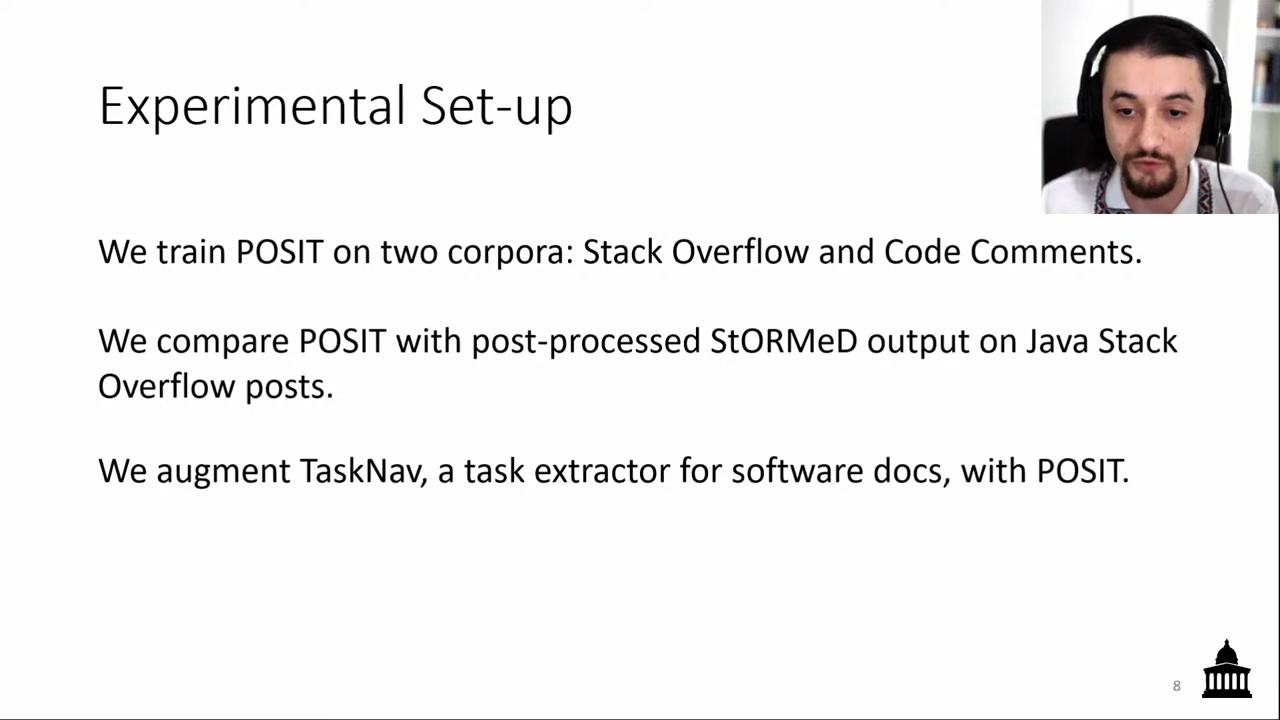 Experimental Set-up
We train POSIT on two corpora: Stack Overflow and Code Comments.
We compare POSIT with post-processed StORMeD output on Java Stack
Overflow posts.
We augment TaskNav, a task extractor for software docs, with POSIT.
8